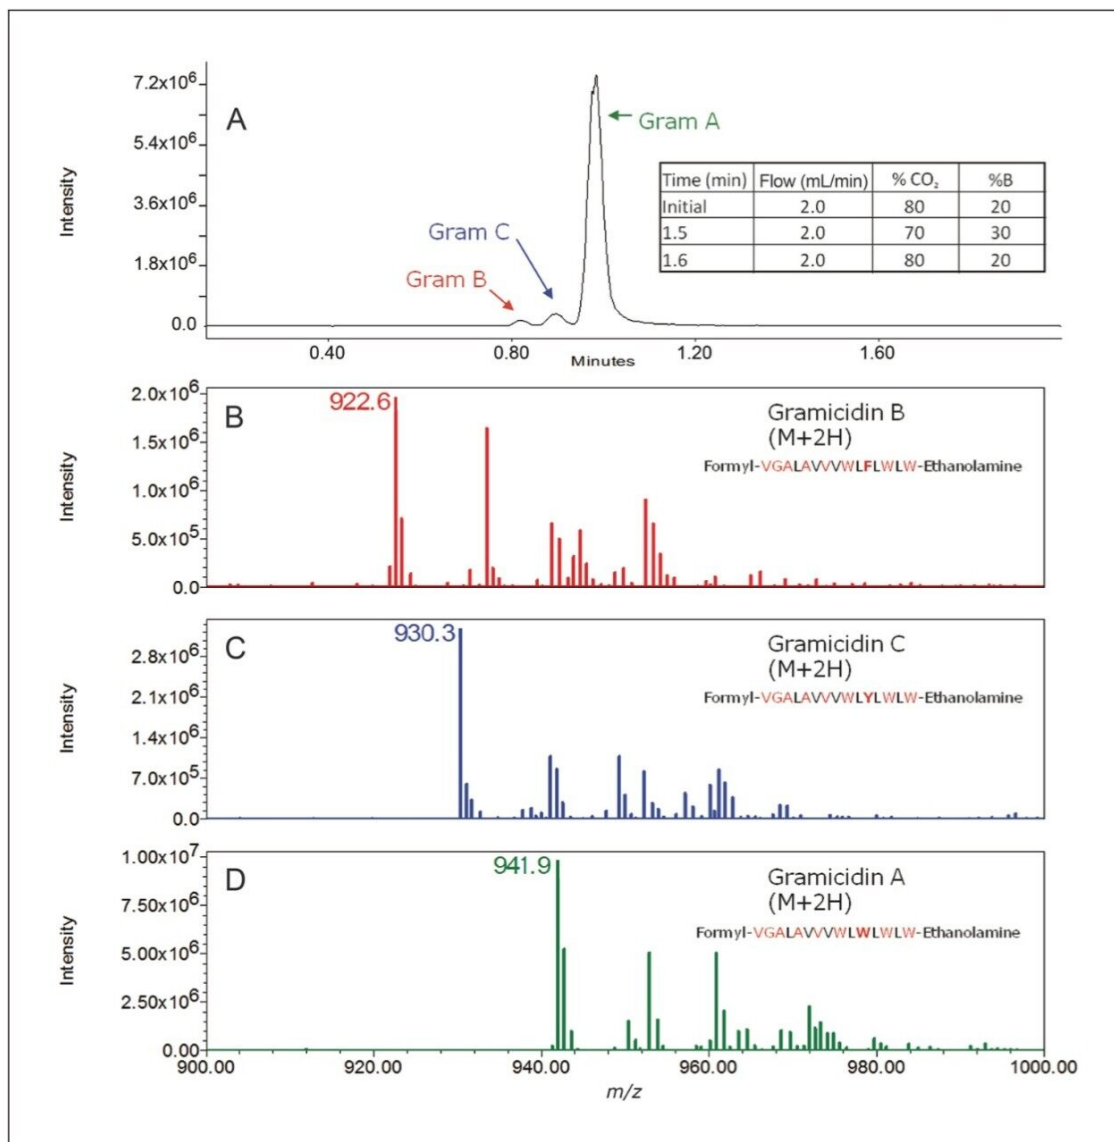 7.2x10⁶
A
Gram A
5.4x10⁶
Intensity
Time (min) Flow (mL/min) % CO₂ %B
Initial 2.0 80 20
1.5 2.0 70 30
1.6 2.0 80 20
3.6x10⁶
Gram C
1.8x10⁶
Gram B
0.0
0.40 0.80 1.20 1.60
Minutes
2.0x10⁶
922.6
B
Gramicidin B
(M+2H)
1.5x10⁶
Formyl-VGALAVVVWLFLWLW-Ethanolamine
Intensity
1.0x10⁶
5.0x10⁵
0.0
930.3
C
Gramicidin C
(M+2H)
2.8x10⁶
Formyl-VGALAVVVWLYLWLW-Ethanolamine
2.1x10⁶
Intensity
1.4x10⁶
7.0x10⁵
0.0
1.00x10⁷
941.9
D
Gramicidin A
(M+2H)
7.50x10⁶
Formyl-VGALAVVVWLWLWLW-Ethanolamine
Intensity
5.00x10⁶
2.50x10⁶
0.00
900.00 920.00 940.00 960.00 980.00 1000.00
m/z